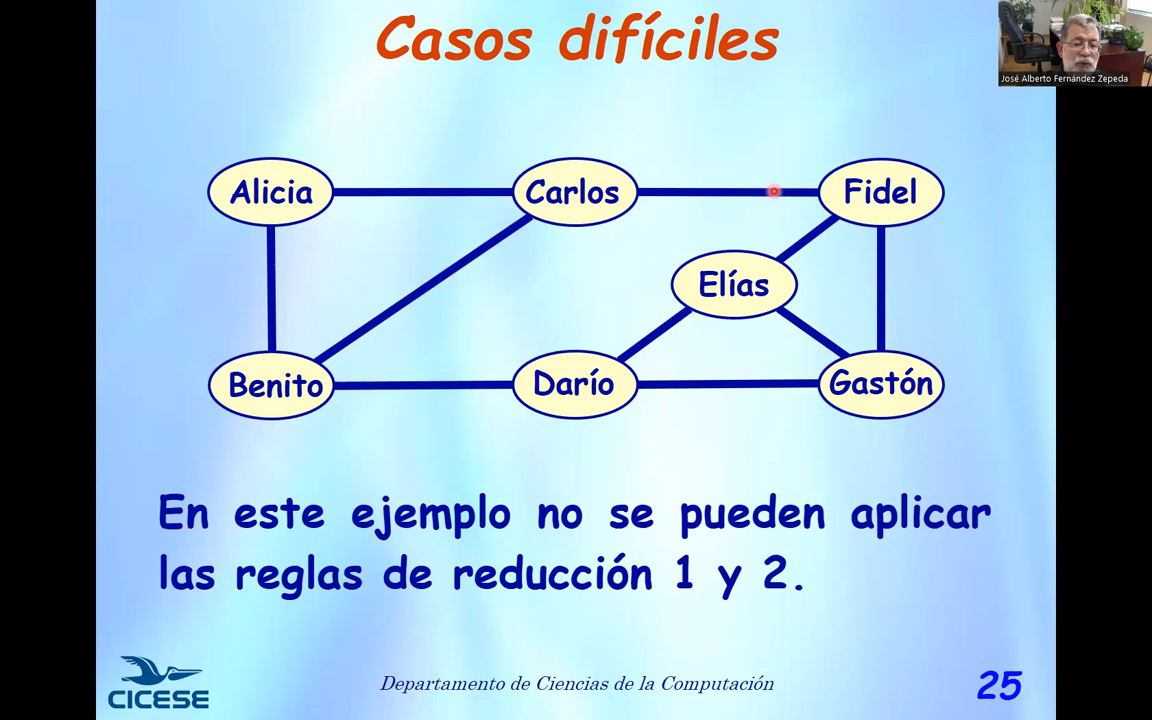 Casos difíciles
José Alberto Fernández Zepeda
Alicia
Carlos
Fidel
Elías
Benito
Darío
Gastón
En este ejemplo no se pueden aplicar
las reglas de reducción 1 y 2.
CICESE
Departamento de Ciencias de la Computación
25